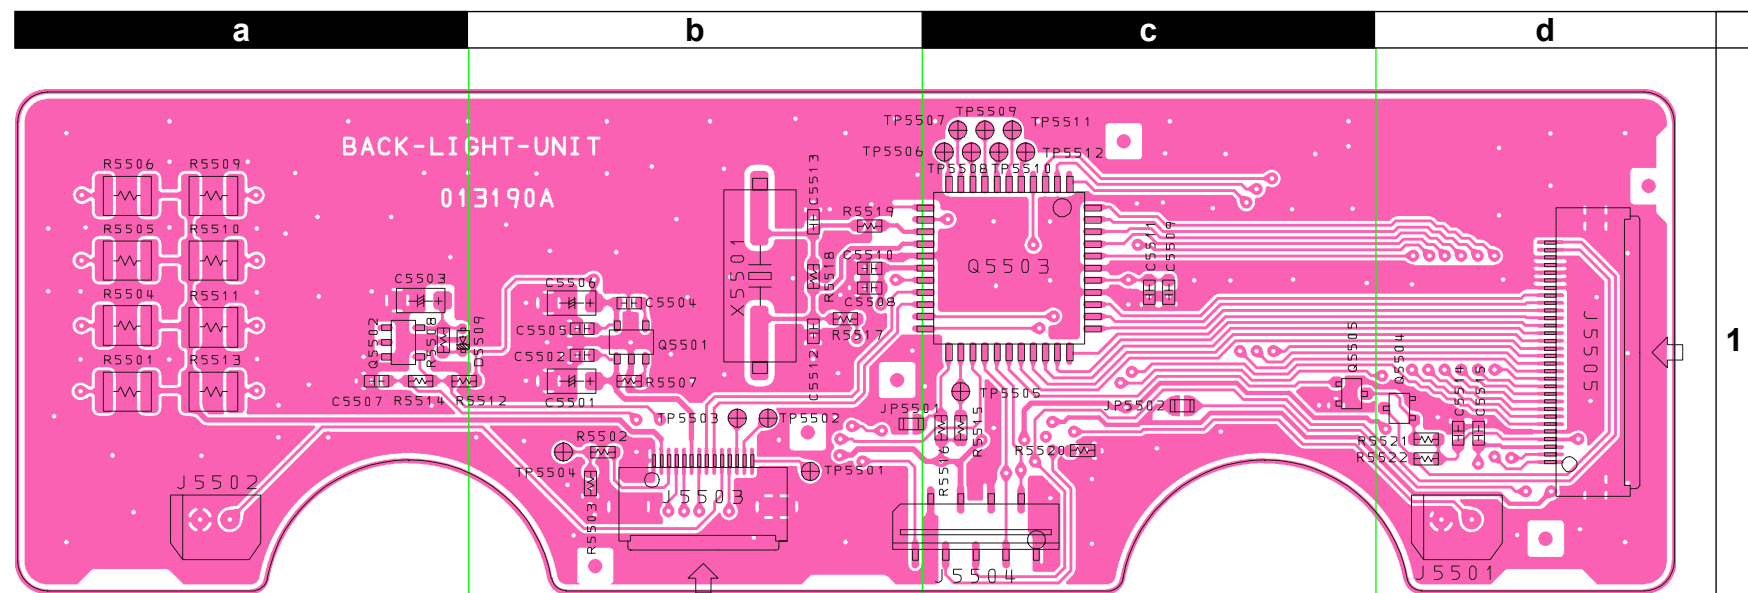 a b c d
1
BACK-LIGHT-UNIT
013190A
TP5509
TP5507 TP5511
TP5506 TP5512
TP5508 TP5510
R5506 R5509
R5505 R5510
R5504 R5511
R5501 R5513
C5503
Q5502
R5508
D5509
C5507 R5514 R5512
C5506
C5504
C5505
Q5501
C5502
R5507
C5501
X5501
C5513
R5519
C5510
R5518
C5508
R5517
C5512
Q5503
C5511
C5509
J5505
Q5505
Q5504
C5514
C5515
TP5503 TP5502
JP5501
TP5505
JP5502
R5515
R5516
R5520
R5521
R5522
R5502
TP5504
TP5501
R5503
J5502
J5503
J5504
J5501